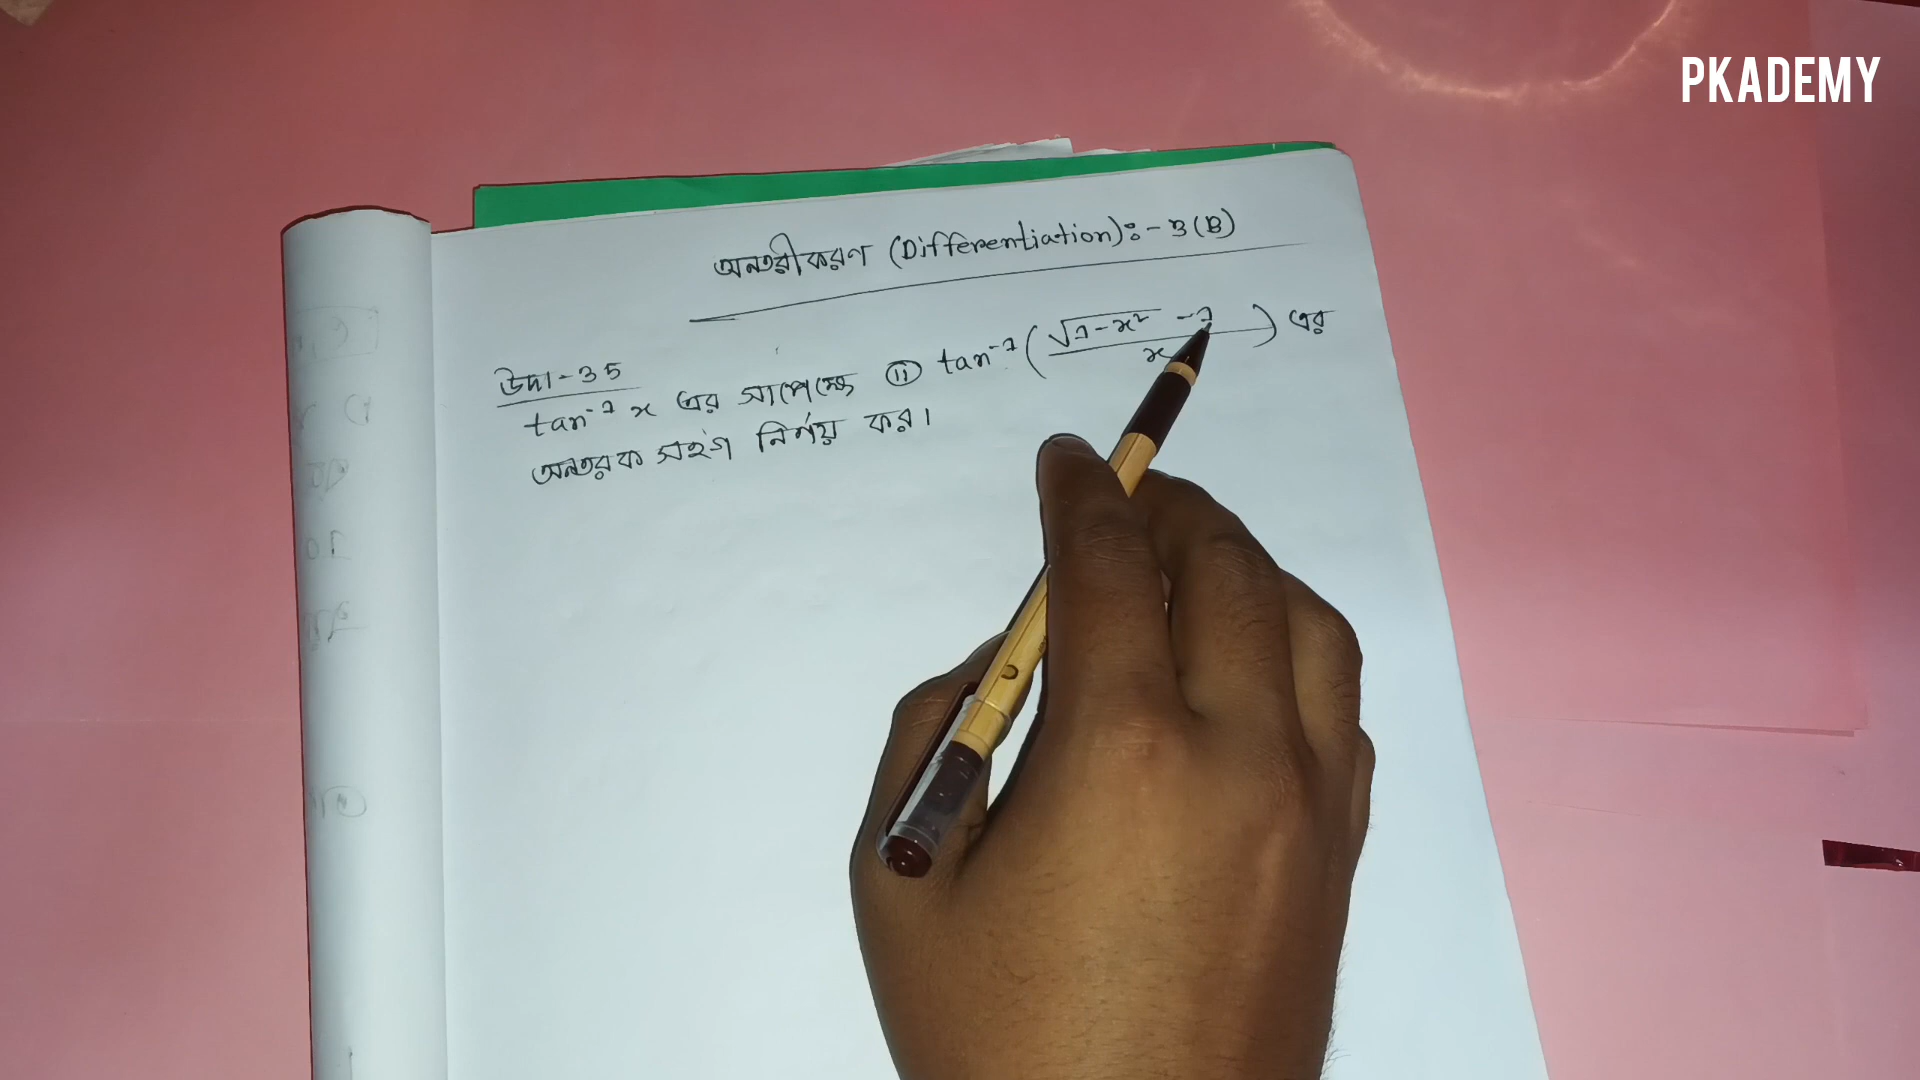 PKADEMY
অন্তরীকরণ (Differentiation):- 3(B)
উদা-35
tan⁻¹ x এর সাপেক্ষে (ii) tan⁻¹ (√1-x² -1 / x) এর
অন্তরক সহগ নির্ণয় কর।